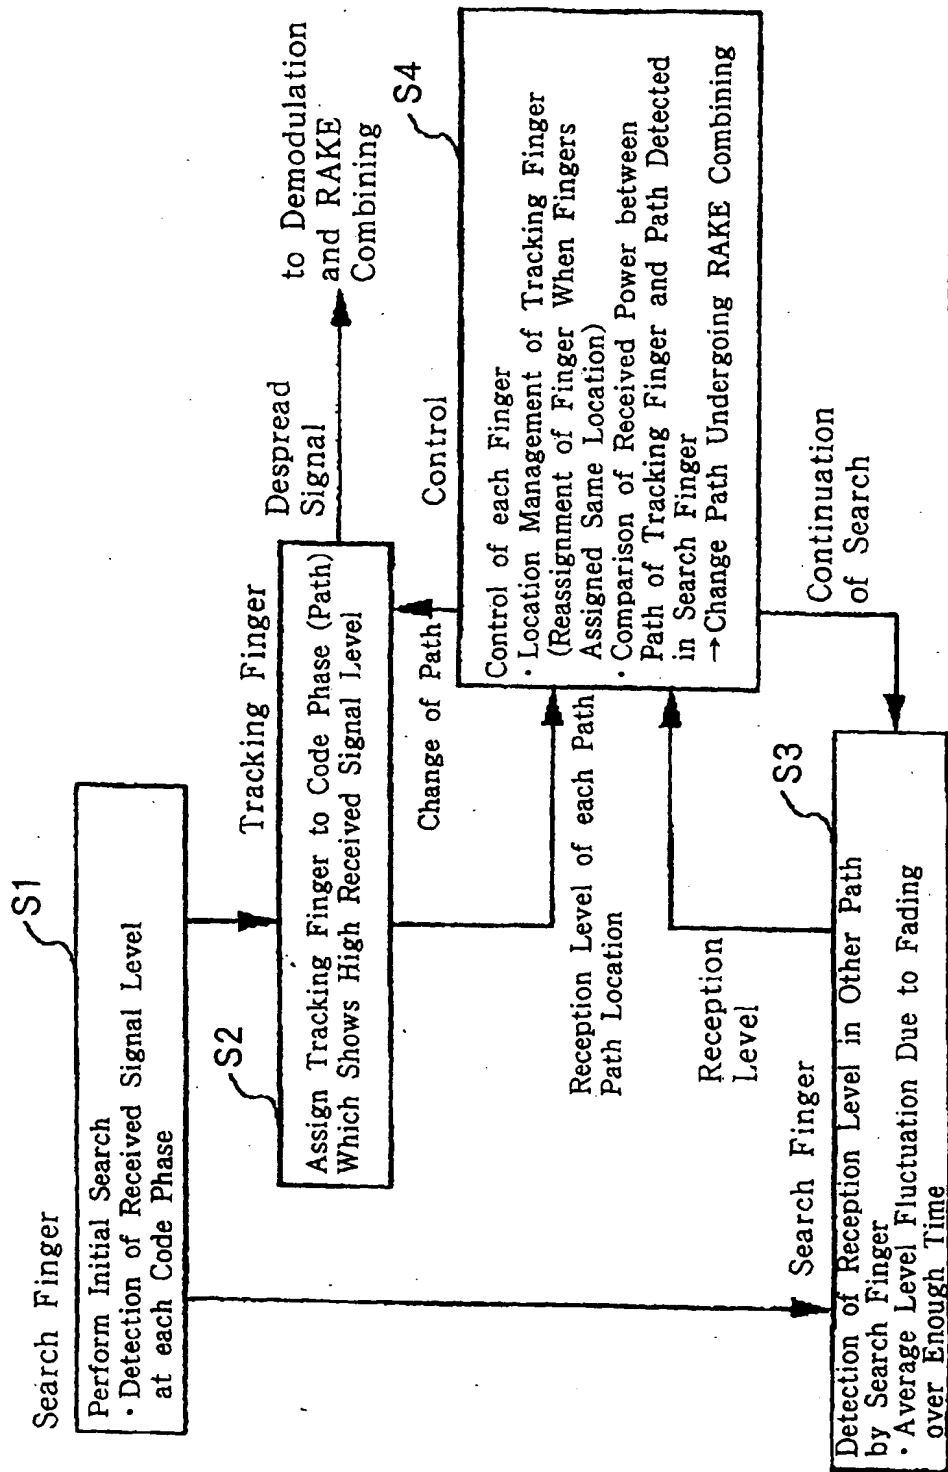 Search Finger
S1
Perform Initial Search
· Detection of Received Signal Level
at each Code Phase
Tracking Finger
S2
Assign Tracking Finger to Code Phase (Path)
Which Shows High Received Signal Level
Despread
Signal
to Demodulation
and RAKE
Combining
Change of Path
Control
S4
Control of each Finger
· Location Management of Tracking Finger
(Reassignment of Finger When Fingers
Assigned Same Location)
· Comparison of Received Power between
Path of Tracking Finger and Path Detected
in Search Finger
→Change Path Undergoing RAKE Combining
Reception Level of each Path
Path Location
Reception
Level
Continuation
of Search
Search Finger
S3
Detection of Reception Level in Other Path
by Search Finger
· Average Level Fluctuation Due to Fading
over Enough Time